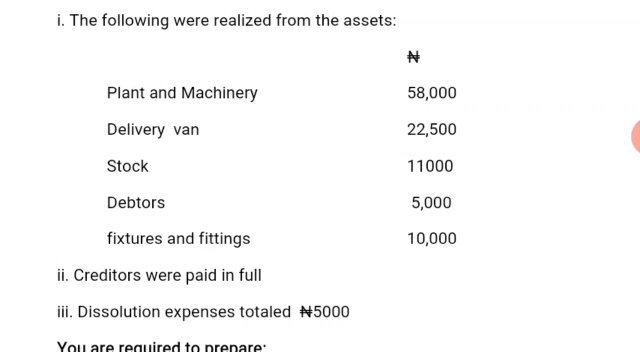 i. The following were realized from the assets:
₦
Plant and Machinery 58,000
Delivery van 22,500
Stock 11000
Debtors 5,000
fixtures and fittings 10,000
ii. Creditors were paid in full
iii. Dissolution expenses totaled ₦5000
You are required to prepare: